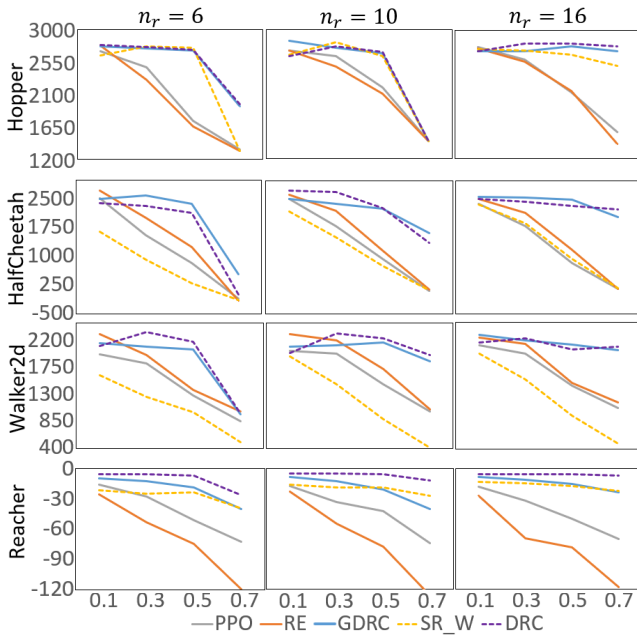 n_r = 6 n_r = 10 n_r = 16
Hopper
3000
2550
2100
1650
1200
HalfCheetah
2500
1750
1000
250
-500
Walker2d
2200
1750
1300
850
400
Reacher
0
-30
-60
-90
-120
0.1 0.3 0.5 0.7 0.1 0.3 0.5 0.7 0.1 0.3 0.5 0.7
PPO RE GDRC SR_W DRC